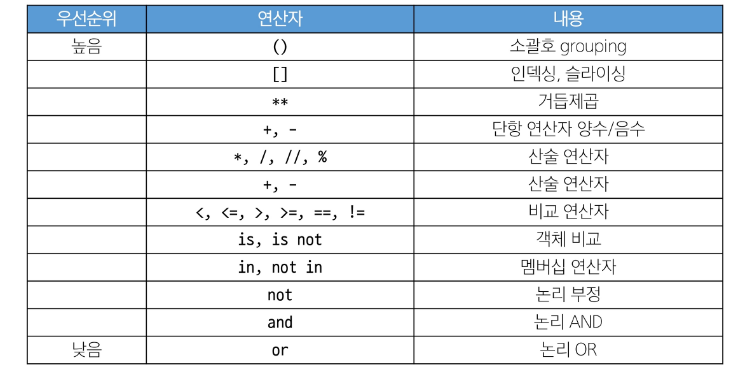 우선순위 연산자 내용
높음 () 소괄호 grouping
[] 인덱싱, 슬라이싱
** 거듭제곱
+, - 단항 연산자 양수/음수
*, /, //, % 산술 연산자
+, - 산술 연산자
<, <=, >, >=, ==, != 비교 연산자
is, is not 객체 비교
in, not in 멤버십 연산자
not 논리 부정
and 논리 AND
낮음 or 논리 OR